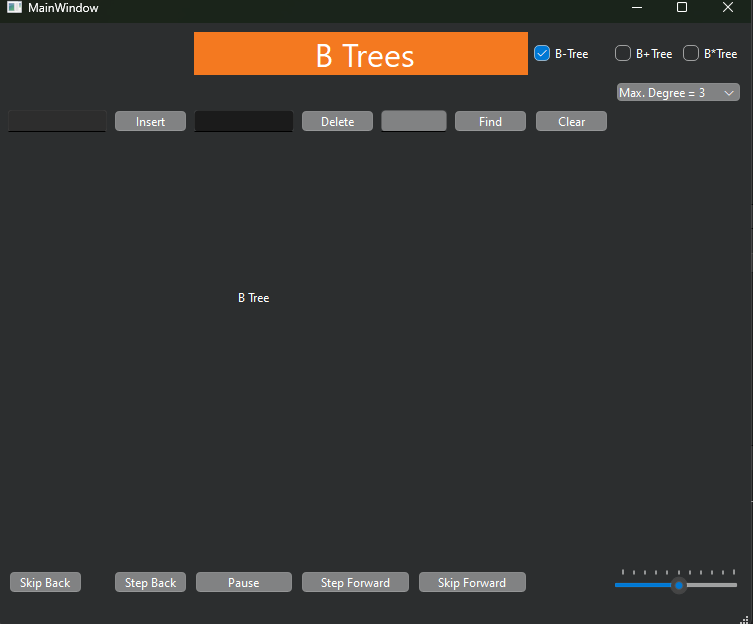 MainWindow
B Trees
B-Tree
B+Tree
B*Tree
Max. Degree = 3
Insert
Delete
Find
Clear
B Tree
Skip Back
Step Back
Pause
Step Forward
Skip Forward